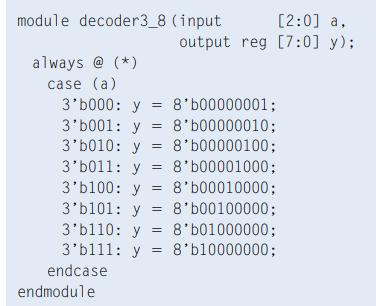 module decoder3_8 (input [2:0] a,
output reg [7:0] y);
always @ (*)
case (a)
3’b000: y = 8’b00000001;
3’b001: y = 8’b00000010;
3’b010: y = 8’b00000100;
3’b011: y = 8’b00001000;
3’b100: y = 8’b00010000;
3’b101: y = 8’b00100000;
3’b110: y = 8’b01000000;
3’b111: y = 8’b10000000;
endcase
endmodule